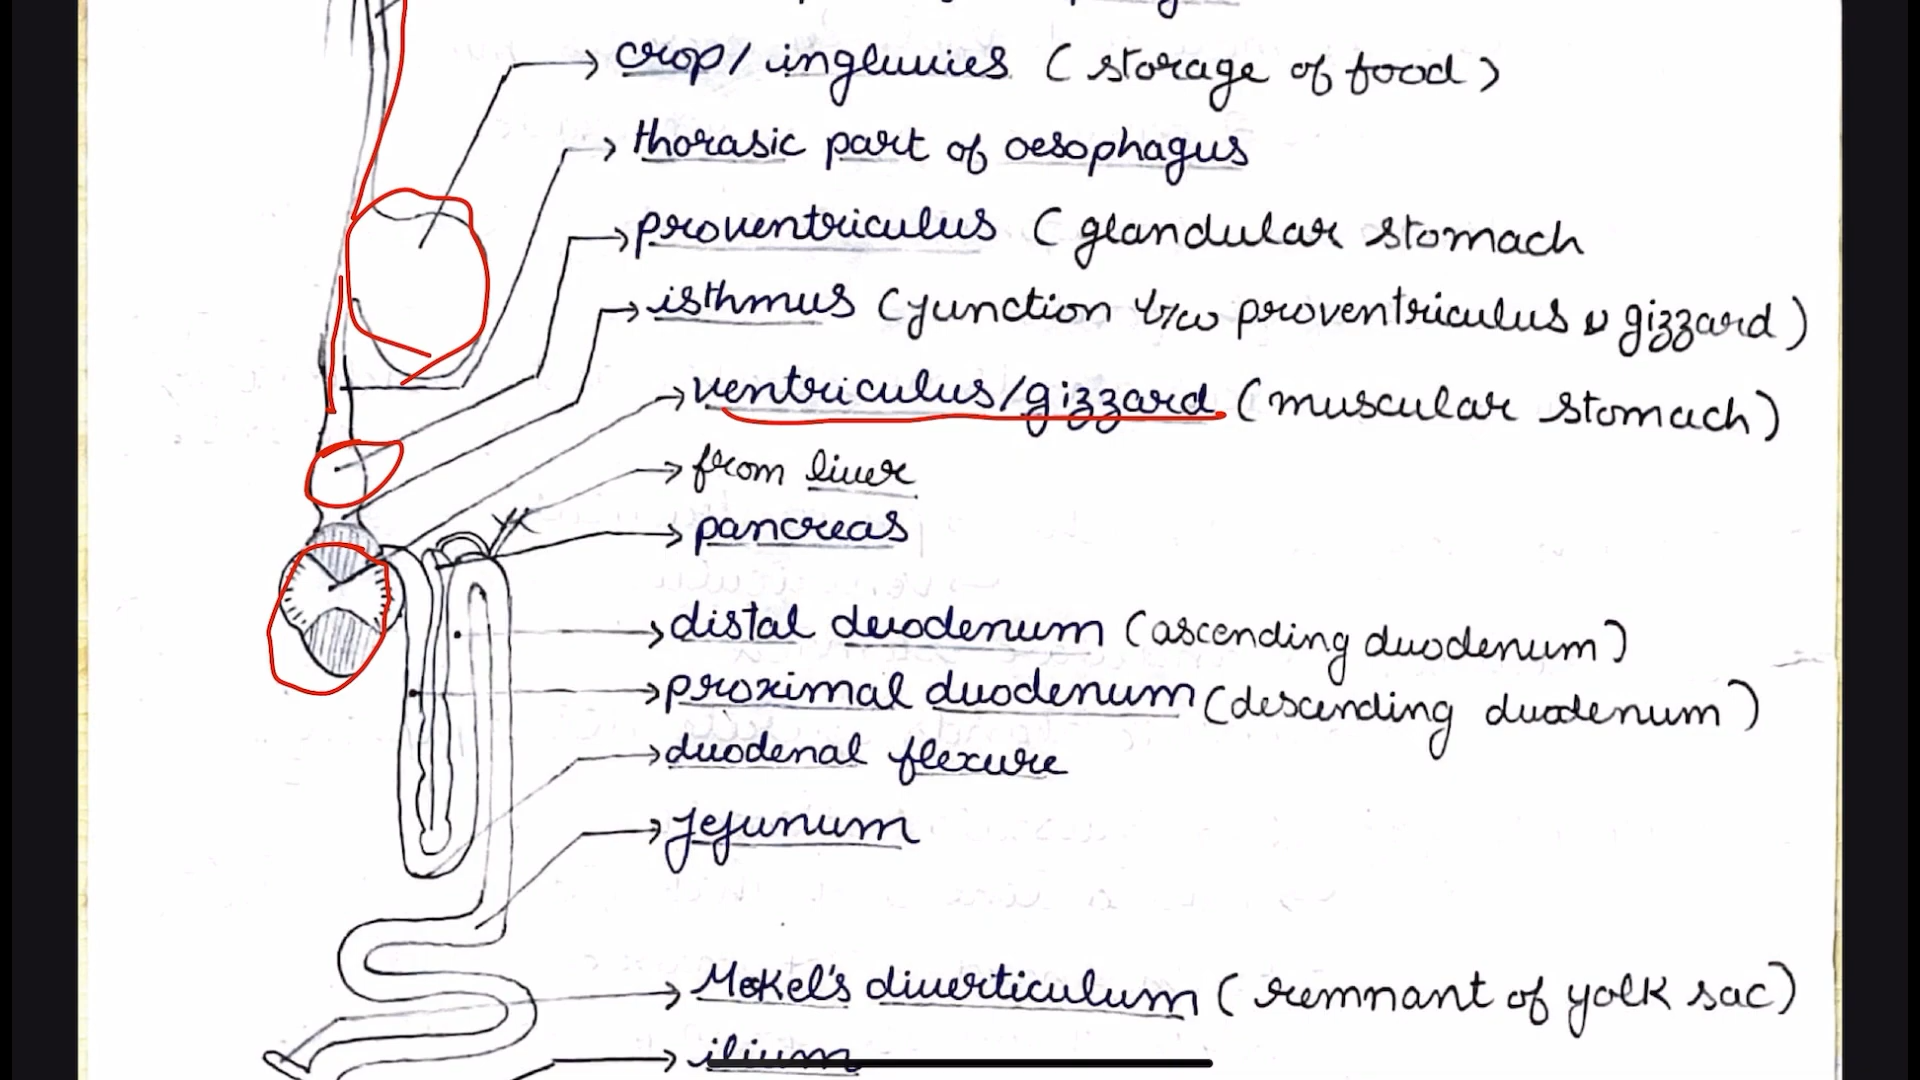 crop/ ingluvies (storage of food)
thorasic part of oesophagus
proventriculus (glandular stomach
isthmus (junction b/w proventriculus & gizzard)
ventriculus/gizzard (muscular stomach)
from liver
pancreas
distal duodenum (ascending duodenum)
proximal duodenum (descending duodenum)
duodenal flexure
jejunum
Mekel's diverticulum (remnant of yolk sac)
ilium